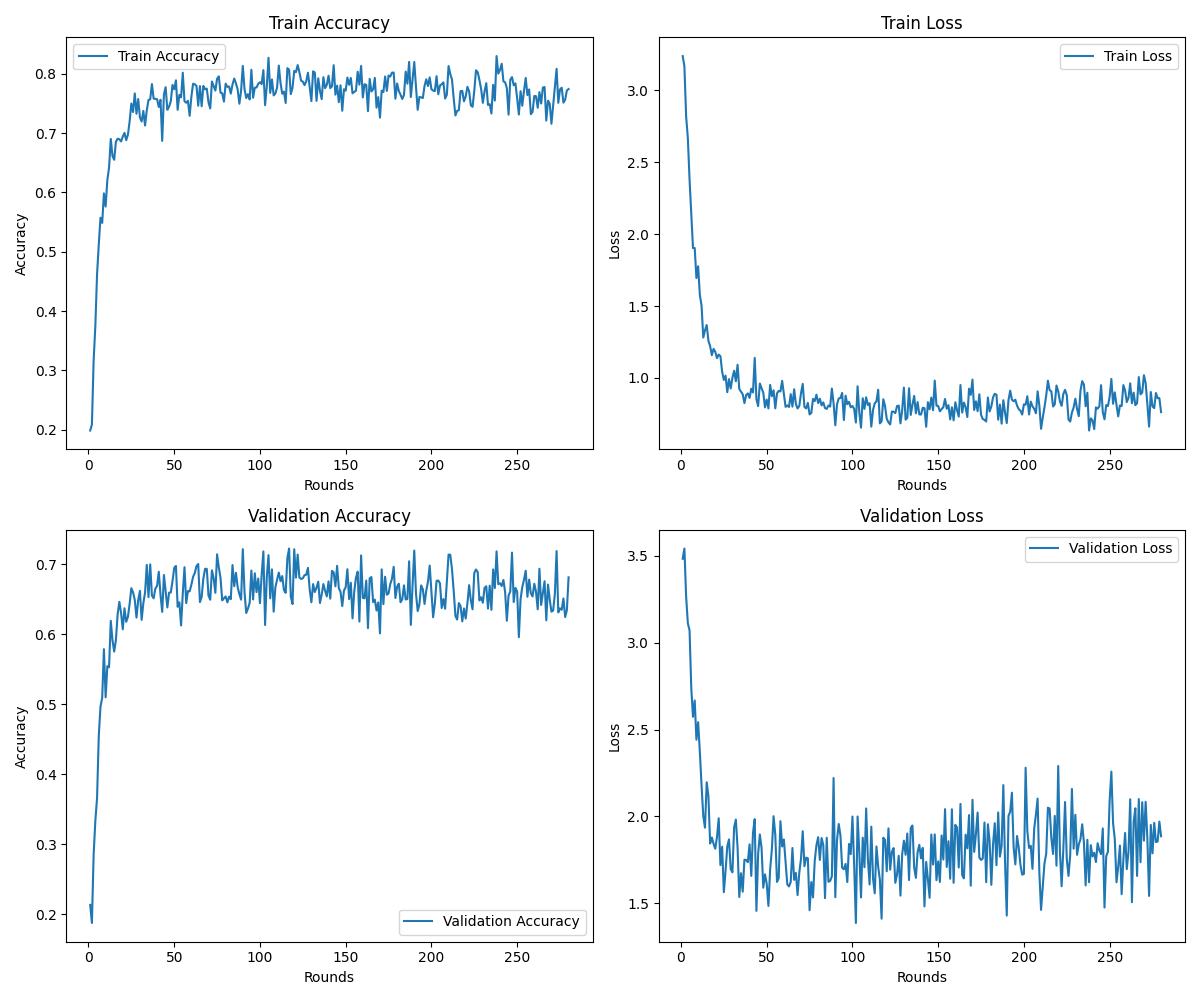 Train Accuracy
Train Accuracy
0.8
0.7
0.6
0.5
0.4
0.3
0.2
Accuracy
0 50 100 150 200 250
Rounds
Train Loss
Train Loss
3.0
2.5
2.0
1.5
1.0
Loss
0 50 100 150 200 250
Rounds
Validation Accuracy
0.7
0.6
0.5
0.4
0.3
0.2
Accuracy
Validation Accuracy
0 50 100 150 200 250
Rounds
Validation Loss
Validation Loss
3.5
3.0
2.5
2.0
1.5
Loss
0 50 100 150 200 250
Rounds